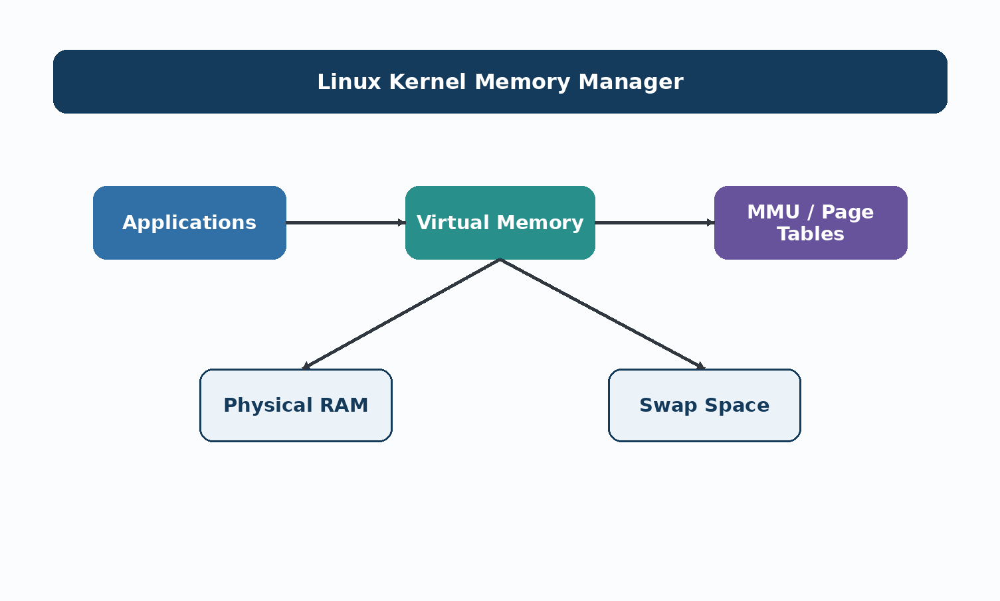 Linux Kernel Memory Manager
Applications
Virtual Memory
MMU / Page
Tables
Physical RAM
Swap Space